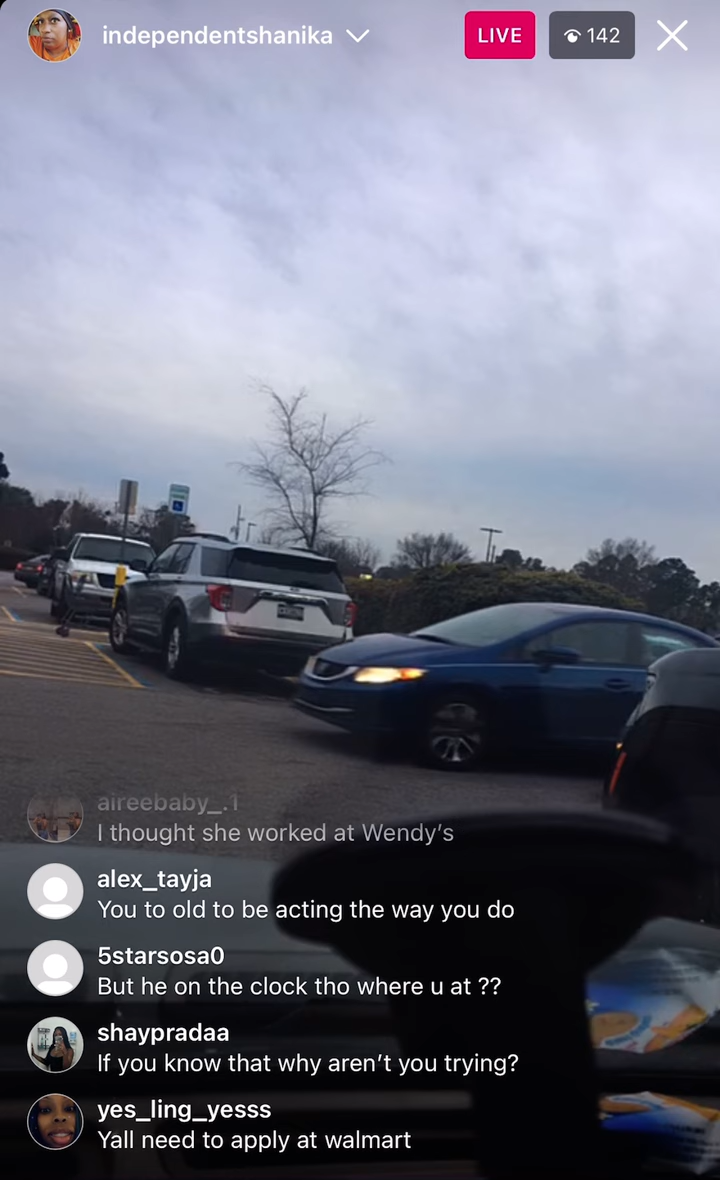 independentshanika
LIVE
142
aireebaby_.1
I thought she worked at Wendy's
alex_tayja
You to old to be acting the way you do
5starsosa0
But he on the clock tho where u at ??
shaypradaa
If you know that why aren't you trying?
yes_ling_yesss
Yall need to apply at walmart